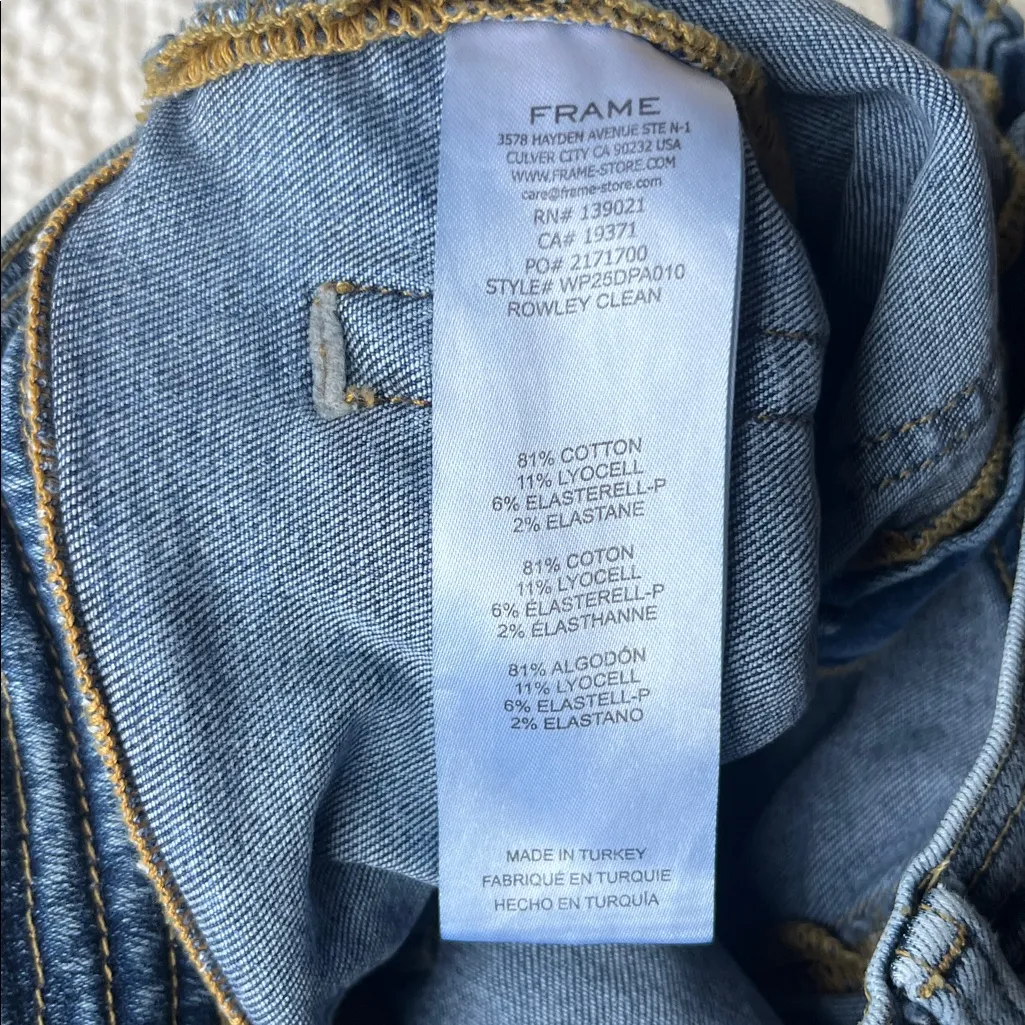 FRAME
3578 HAYDEN AVENUE STE N-1
CULVER CITY CA 90232 USA
WWW.FRAME-STORE.COM
care@frame-store.com
RN# 139021
CA# 19371
PO# 2171700
STYLE# WP25DPA010
ROWLEY CLEAN
81% COTTON
11% LYOCELL
6% ELASTERELL-P
2% ELASTANE
81% COTON
11% LYOCELL
6% ÉLASTERELL-P
2% ÉLASTHANNE
81% ALGODÓN
11% LYOCELL
6% ELASTELL-P
2% ELASTANO
MADE IN TURKEY
FABRIQUÉ EN TURQUIE
HECHO EN TURQUÍA